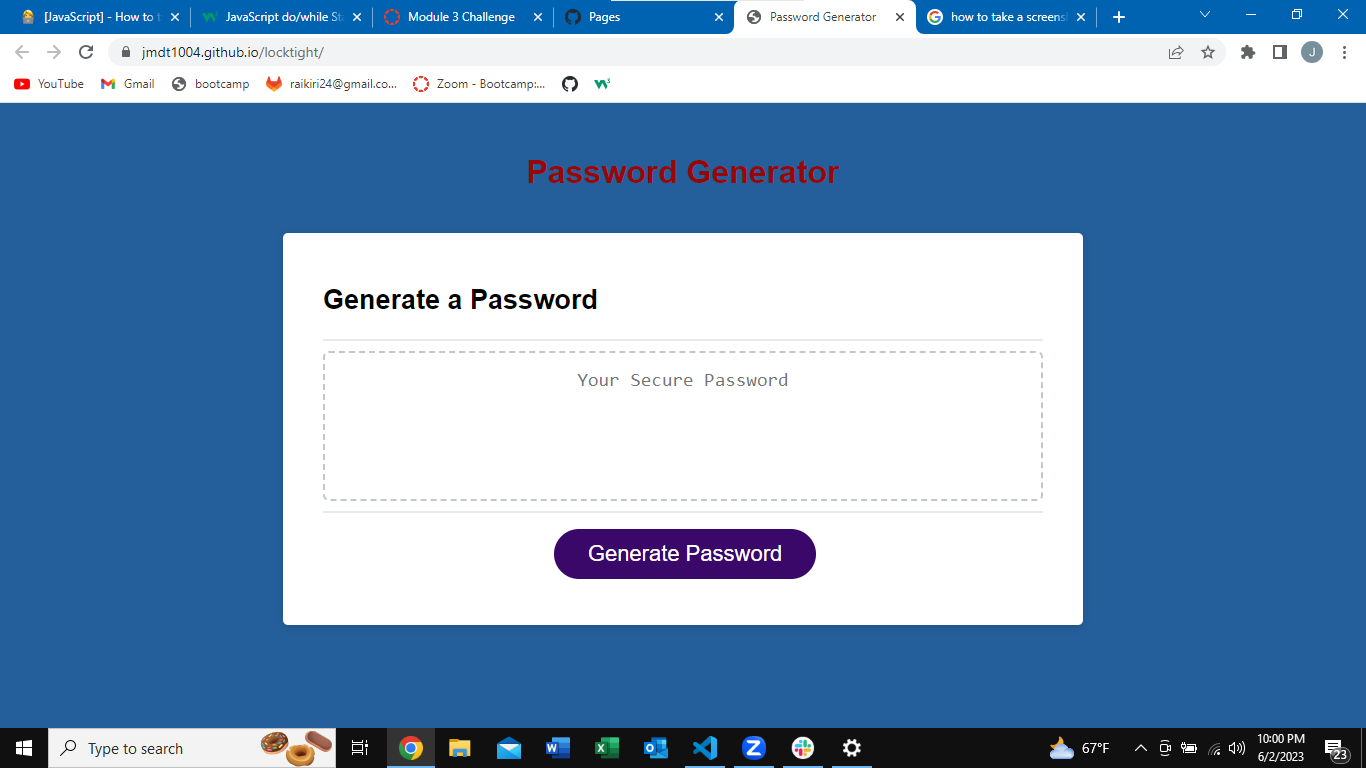 [JavaScript] - How to t
JavaScript do/while Sta
Module 3 Challenge
Pages
Password Generator
how to take a screensh
jmdt1004.github.io/locktight/
J
YouTube
Gmail
bootcamp
raikiri24@gmail.co...
Zoom - Bootcamp:...
Password Generator
Generate a Password
Your Secure Password
Generate Password
Type to search
67°F
10:00 PM
6/2/2023
23